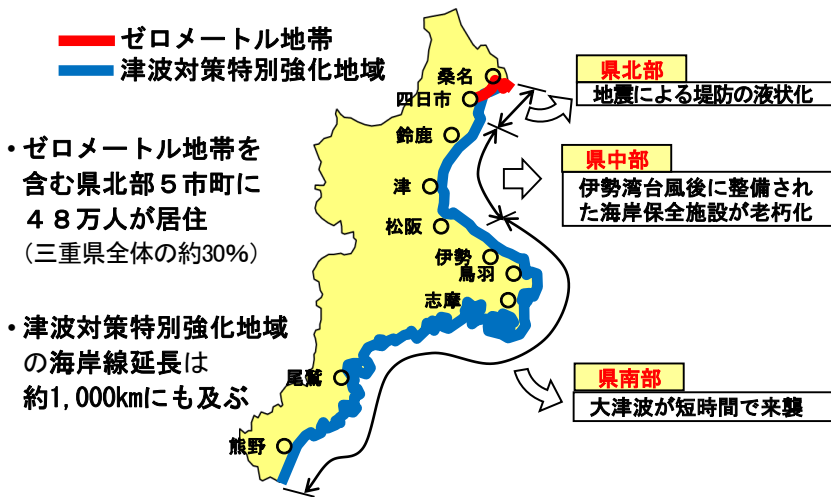 ゼロメートル地帯
津波対策特別強化地域
・ゼロメートル地帯を
含む県北部５市町に
４８万人が居住
（三重県全体の約30%）
・津波対策特別強化地域
の海岸線延長は
約1,000kmにも及ぶ
桑名
四日市
鈴鹿
津
松阪
伊勢
鳥羽
志摩
尾鷲
熊野
県北部
地震による堤防の液状化
県中部
伊勢湾台風後に整備され
た海岸保全施設が老朽化
県南部
大津波が短時間で来襲